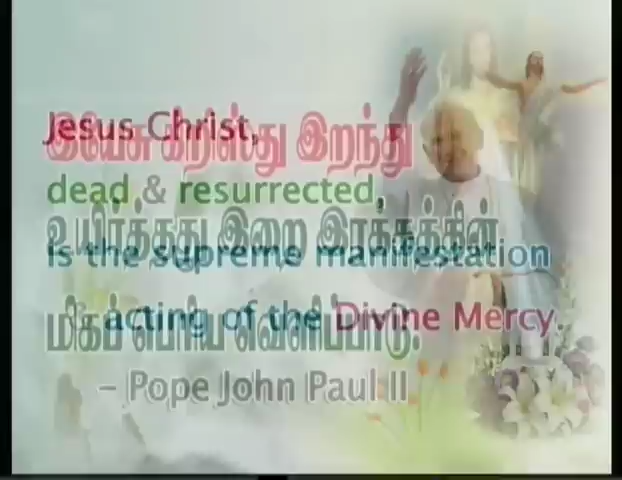 Jesus Christ,
இயேசு கிறிஸ்து இறந்து
dead & resurrected,
உயிர்த்தது இறை இரக்கத்தின்
is the supreme manifestation
acting of the Divine Mercy.
மிகப் பெரிய வெளிப்பாடு.
– Pope John Paul II